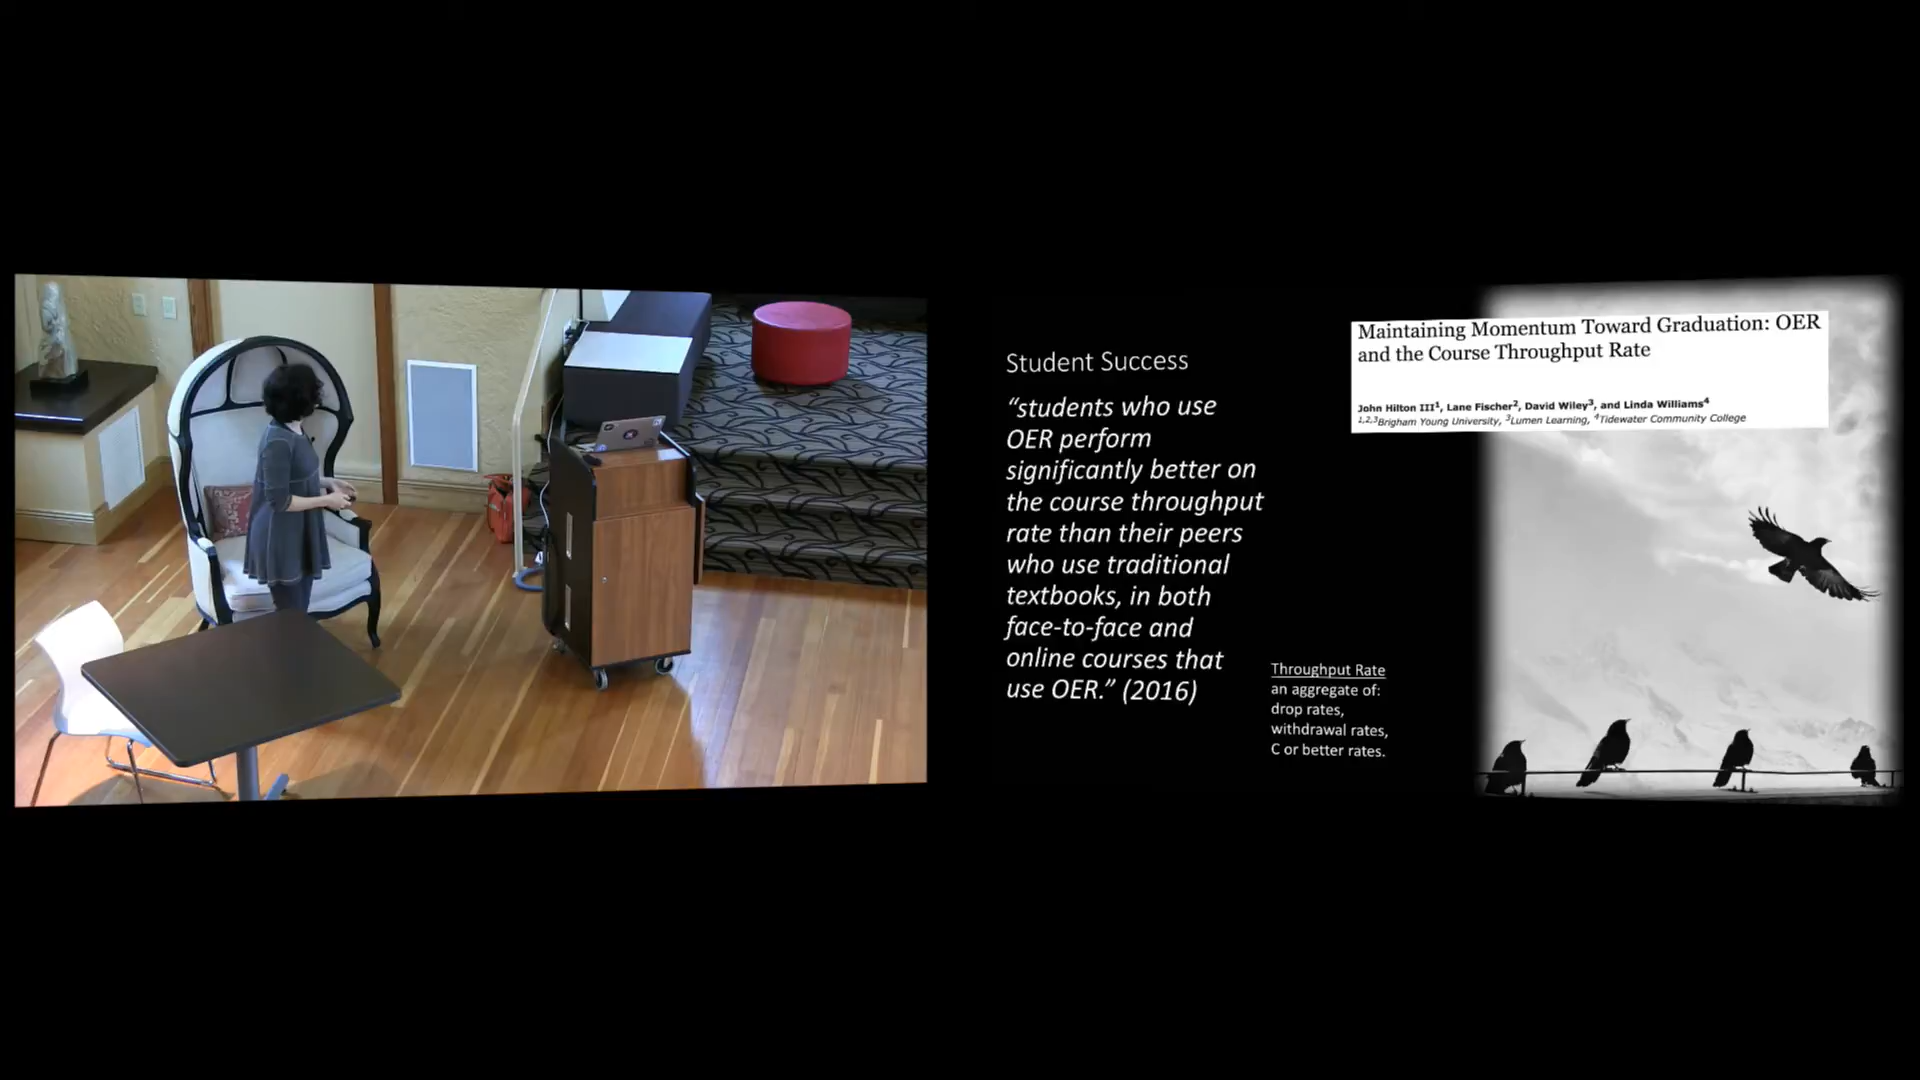 Student Success
“students who use
OER perform
significantly better on
the course throughput
rate than their peers
who use traditional
textbooks, in both
face-to-face and
online courses that
use OER.” (2016)
Throughput Rate
an aggregate of:
drop rates,
withdrawal rates,
C or better rates.
Maintaining Momentum Toward Graduation: OER
and the Course Throughput Rate
John Hilton III¹, Lane Fischer², David Wiley³, and Linda Williams⁴
¹,²,³Brigham Young University, ³Lumen Learning, ⁴Tidewater Community College